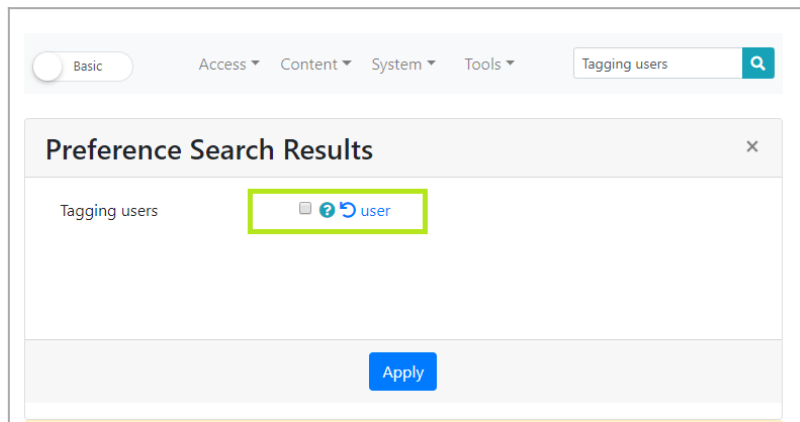 Basic Access Content System Tools Tagging users
Preference Search Results ×
Tagging users ? user
Apply